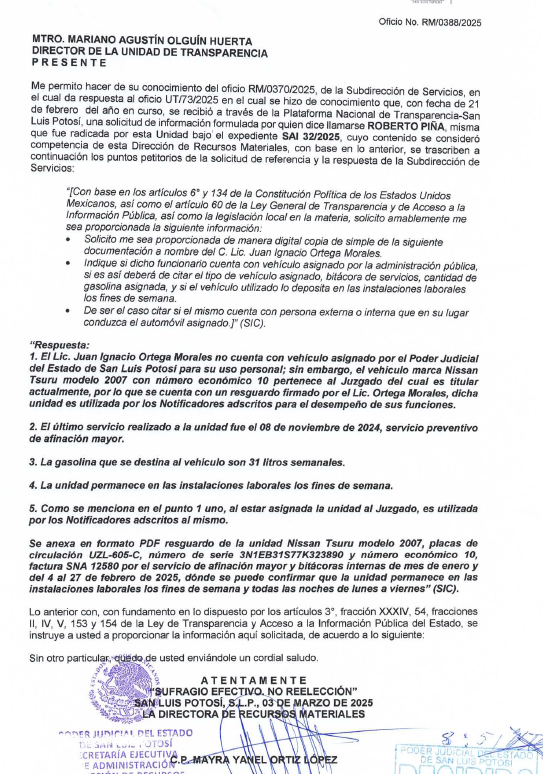 Oficio No. RM/0388/2025
MTRO. MARIANO AGUSTÍN OLGUÍN HUERTA
DIRECTOR DE LA UNIDAD DE TRANSPARENCIA
P R E S E N T E
Me permito hacer de su conocimiento del oficio RM/0370/2025, de la Subdirección de Servicios, en
el cual da respuesta al oficio UT/73/2025 en el cual se hizo de conocimiento que, con fecha de 21
de febrero del año en curso, se recibió a través de la Plataforma Nacional de Transparencia-San
Luis Potosí, una solicitud de información formulada por quien dice llamarse ROBERTO PIÑA, misma
que fue radicada por esta Unidad bajo el expediente SAI 32/2025, cuyo contenido se consideró
competencia de esta Dirección de Recursos Materiales, con base en lo anterior, se trascriben a
continuación los puntos petitorios de la solicitud de referencia y la respuesta de la Subdirección de
Servicios:
"[Con base en los artículos 6° y 134 de la Constitución Política de los Estados Unidos
Mexicanos, así como el artículo 60 de la Ley General de Transparencia y de Acceso a la
Información Pública, así como la legislación local en la materia, solicito amablemente me
sea proporcionada la siguiente información:
• Solicito me sea proporcionada de manera digital copia de simple de la siguiente
documentación a nombre del C. Lic. Juan Ignacio Ortega Morales.
• Indique si dicho funcionario cuenta con vehículo asignado por la administración pública,
si es así deberá de citar el tipo de vehículo asignado, bitácora de servicios, cantidad de
gasolina asignada, y si el vehículo utilizado lo deposita en las instalaciones laborales
los fines de semana.
• De ser el caso citar si el mismo cuenta con persona externa o interna que en su lugar
conduzca el automóvil asignado.]" (SIC).
"Respuesta:
1. El Lic. Juan Ignacio Ortega Morales no cuenta con vehículo asignado por el Poder Judicial
del Estado de San Luis Potosí para su uso personal; sin embargo, el vehículo marca Nissan
Tsuru modelo 2007 con número económico 10 pertenece al Juzgado del cual es titular
actualmente, por lo que se cuenta con un resguardo firmado por el Lic. Ortega Morales, dicha
unidad es utilizada por los Notificadores adscritos para el desempeño de sus funciones.
2. El último servicio realizado a la unidad fue el 08 de noviembre de 2024, servicio preventivo
de afinación mayor.
3. La gasolina que se destina al vehículo son 31 litros semanales.
4. La unidad permanece en las instalaciones laborales los fines de semana.
5. Como se menciona en el punto 1 uno, al estar asignada la unidad al Juzgado, es utilizada
por los Notificadores adscritos al mismo.
Se anexa en formato PDF resguardo de la unidad Nissan Tsuru modelo 2007, placas de
circulación UZL-605-C, número de serie 3N1EB31S77K323890 y número económico 10,
factura SNA 12580 por el servicio de afinación mayor y bitácoras internas de mes de enero y
del 4 al 27 de febrero de 2025, dónde se puede confirmar que la unidad permanece en las
instalaciones laborales los fines de semana y todas las noches de lunes a viernes" (SIC).
Lo anterior con, con fundamento en lo dispuesto por los artículos 3°, fracción XXXIV, 54, fracciones
II, IV, V, 153 y 154 de la Ley de Transparencia y Acceso a la Información Pública del Estado, se
instruye a usted a proporcionar la información aquí solicitada, de acuerdo a lo siguiente:
Sin otro particular, quedo de usted enviándole un cordial saludo.
A T E N T A M E N T E
"SUFRAGIO EFECTIVO. NO REELECCIÓN"
SAN LUIS POTOSÍ, S.L.P., 03 DE MARZO DE 2025
LA DIRECTORA DE RECURSOS MATERIALES
PODER JUDICIAL DEL ESTADO
DE SAN LUIS POTOSÍ
CRETARÍA EJECUTIVA
E ADMINISTRACIÓN
C.P. MAYRA YANEL ORTIZ LÓPEZ
PODER JUDICIAL DEL ESTADO
DE SAN LUIS POTOSÍ